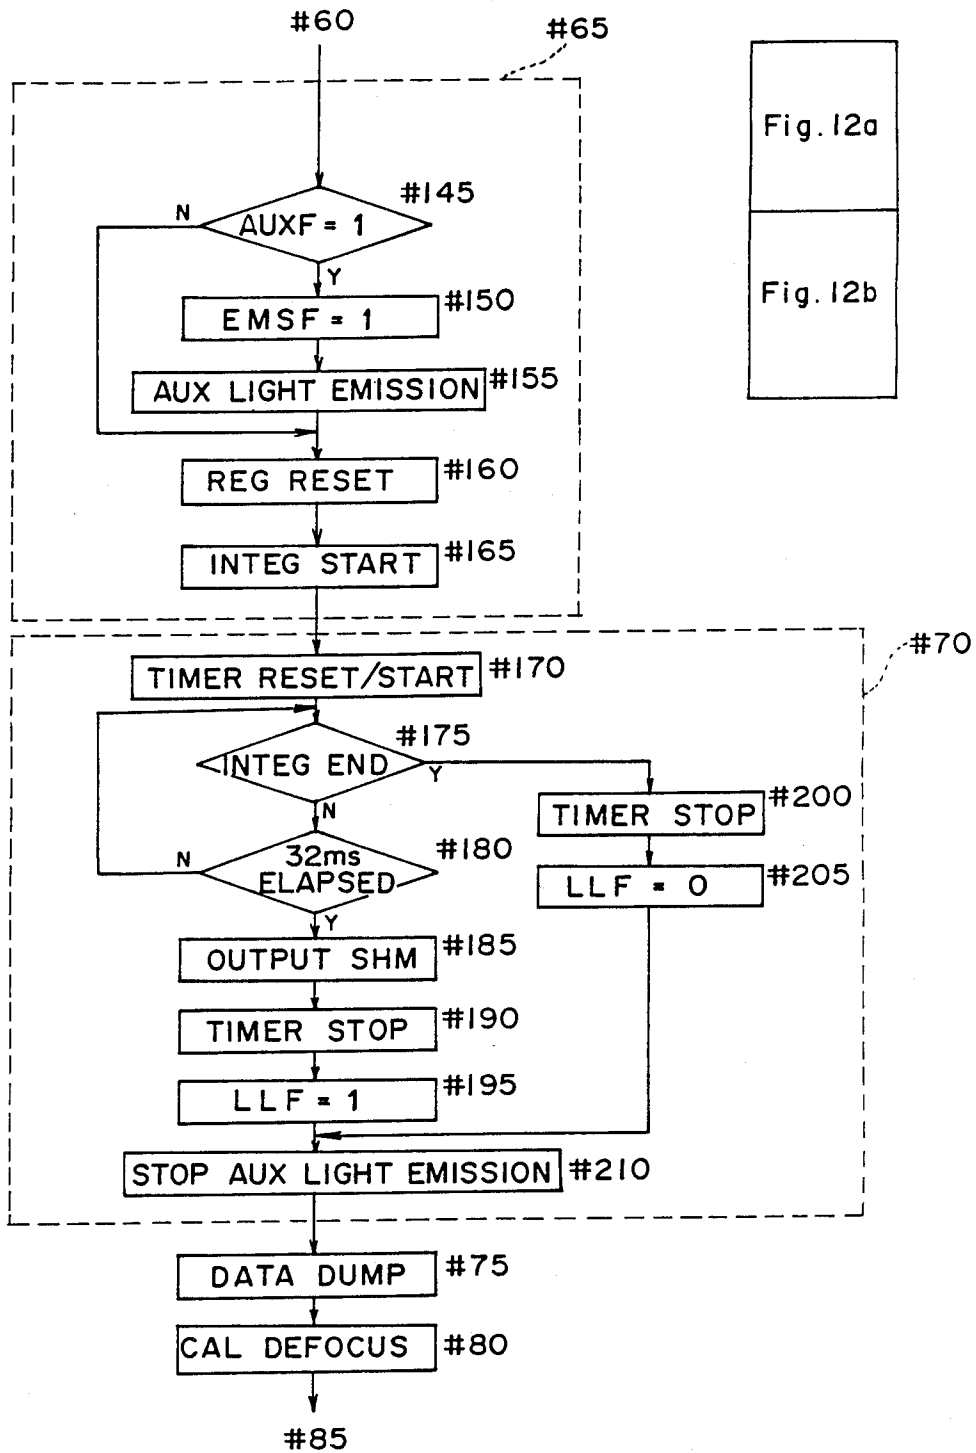 #60
#65
Fig.12a
#145
N
AUXF = 1
Y
#150
EMSF = 1
Fig.12b
AUX LIGHT EMISSION
#155
REG RESET
#160
INTEG START
#165
#70
TIMER RESET/START
#170
#175
INTEG END
Y
N
TIMER STOP
#200
N
32ms
ELAPSED
#180
LLF = 0
#205
Y
OUTPUT SHM
#185
TIMER STOP
#190
LLF = 1
#195
STOP AUX LIGHT EMISSION
#210
DATA DUMP
#75
CAL DEFOCUS
#80
#85